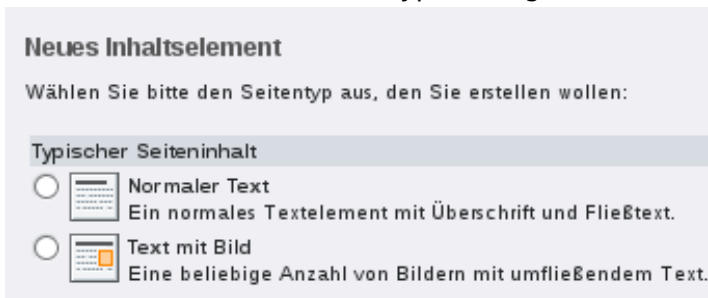 Neues Inhaltselement
Wählen Sie bitte den Seitentyp aus, den Sie erstellen wollen:
Typischer Seiteninhalt
Normaler Text
Ein normales Textelement mit Überschrift und Fließtext.
Text mit Bild
Eine beliebige Anzahl von Bildern mit umfließendem Text.